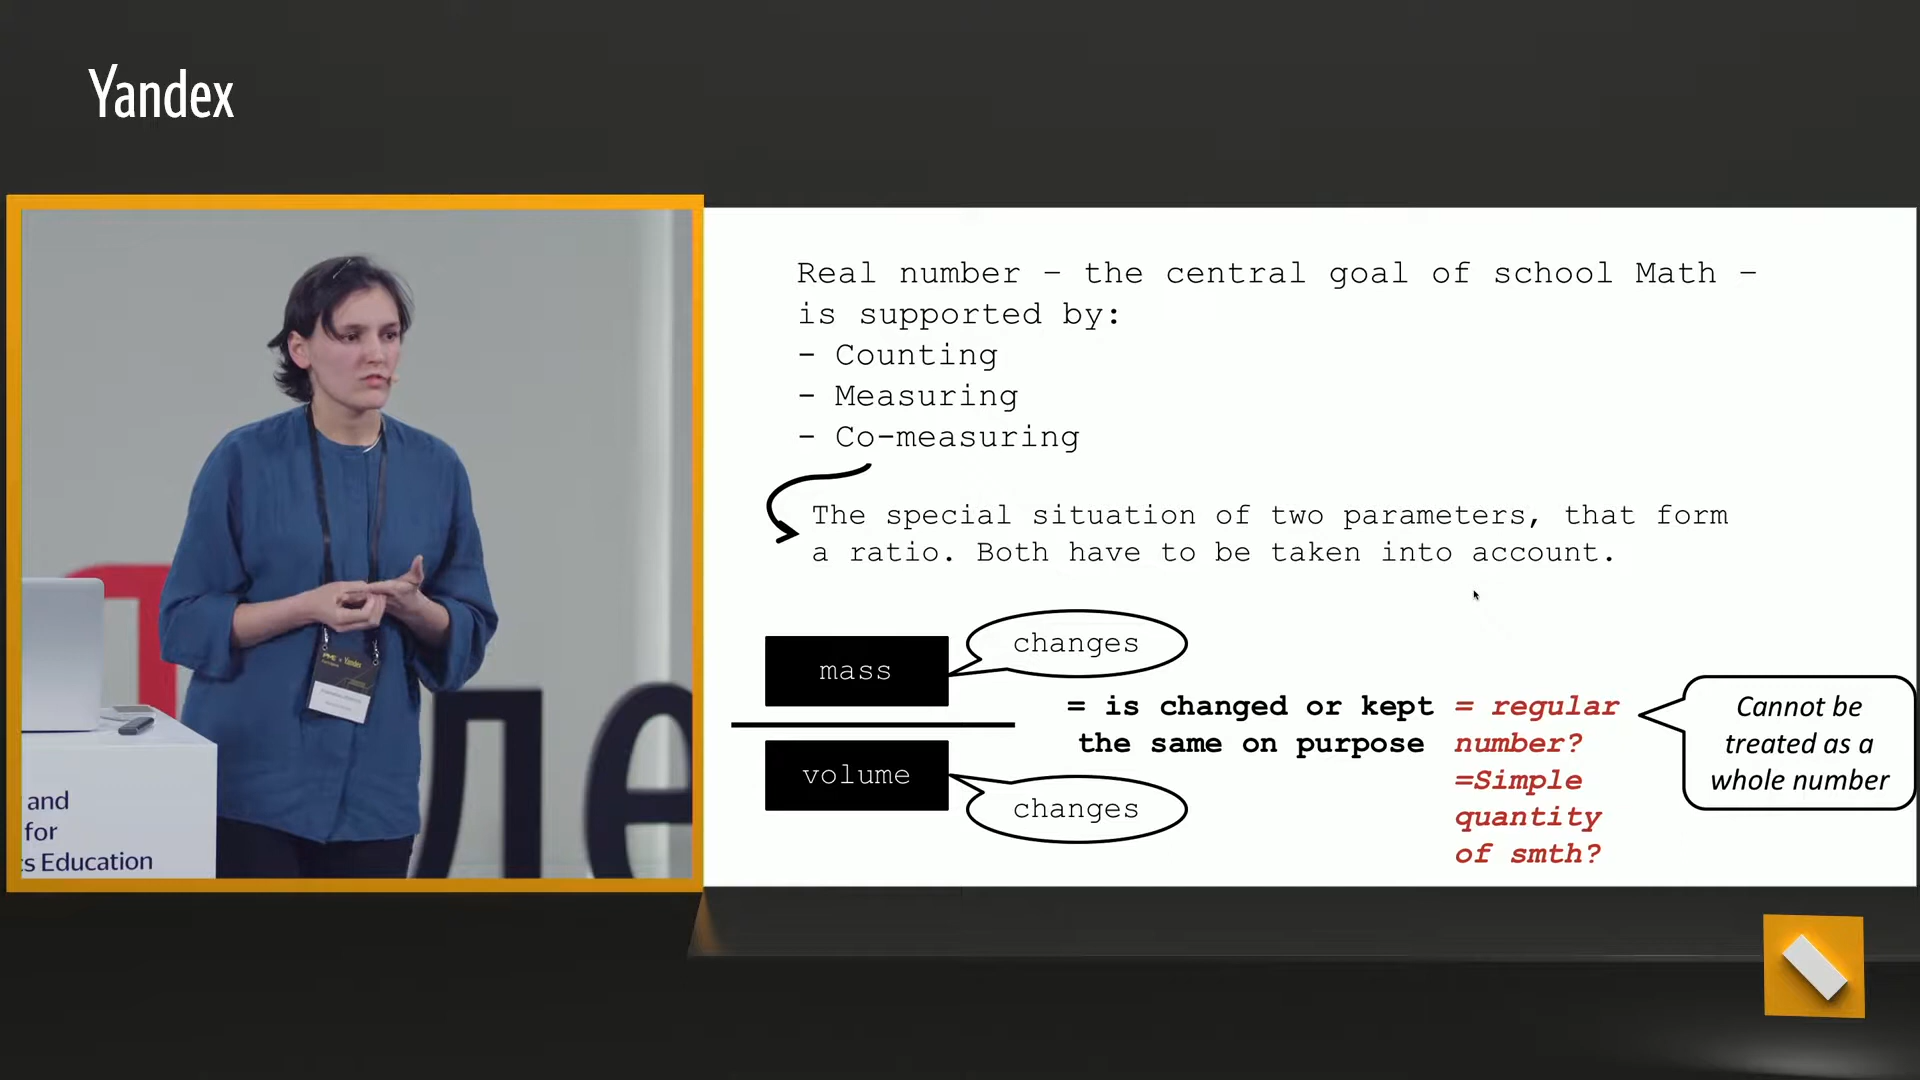 Yandex
Real number – the central goal of school Math –
is supported by:
- Counting
- Measuring
- Co-measuring
The special situation of two parameters, that form
a ratio. Both have to be taken into account.
changes
mass
= is changed or kept
the same on purpose
= regular
number?
=Simple
quantity
of smth?
Cannot be
treated as a
whole number
volume
changes
ле
and
for
s Education
Yandex